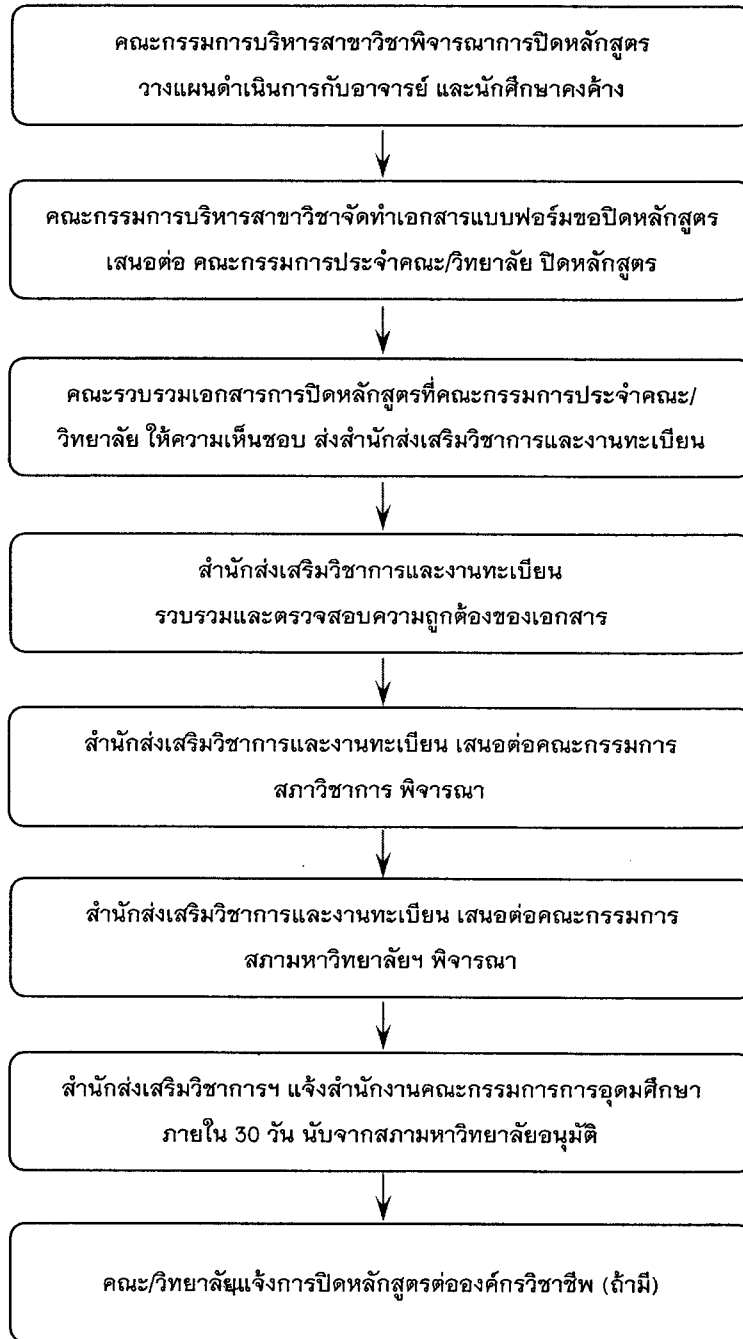 คณะกรรมการบริหารสาขาวิชาพิจารณาการปิดหลักสูตร
วางแผนดำเนินการกับอาจารย์ และนักศึกษาคงค้าง
คณะกรรมการบริหารสาขาวิชาจัดทำเอกสารแบบฟอร์มขอปิดหลักสูตร
เสนอต่อ คณะกรรมการประจำคณะ/วิทยาลัย ปิดหลักสูตร
คณะรวบรวมเอกสารการปิดหลักสูตรที่คณะกรรมการประจำคณะ/
วิทยาลัย ให้ความเห็นชอบ ส่งสำนักส่งเสริมวิชาการและงานทะเบียน
สำนักส่งเสริมวิชาการและงานทะเบียน
รวบรวมและตรวจสอบความถูกต้องของเอกสาร
สำนักส่งเสริมวิชาการและงานทะเบียน เสนอต่อคณะกรรมการ
สภาวิชาการ พิจารณา
สำนักส่งเสริมวิชาการและงานทะเบียน เสนอต่อคณะกรรมการ
สภามหาวิทยาลัยฯ พิจารณา
สำนักส่งเสริมวิชาการฯ แจ้งสำนักงานคณะกรรมการการอุดมศึกษา
ภายใน 30 วัน นับจากสภามหาวิทยาลัยอนุมัติ
คณะ/วิทยาลัยแจ้งการปิดหลักสูตรต่อองค์กรวิชาชีพ (ถ้ามี)